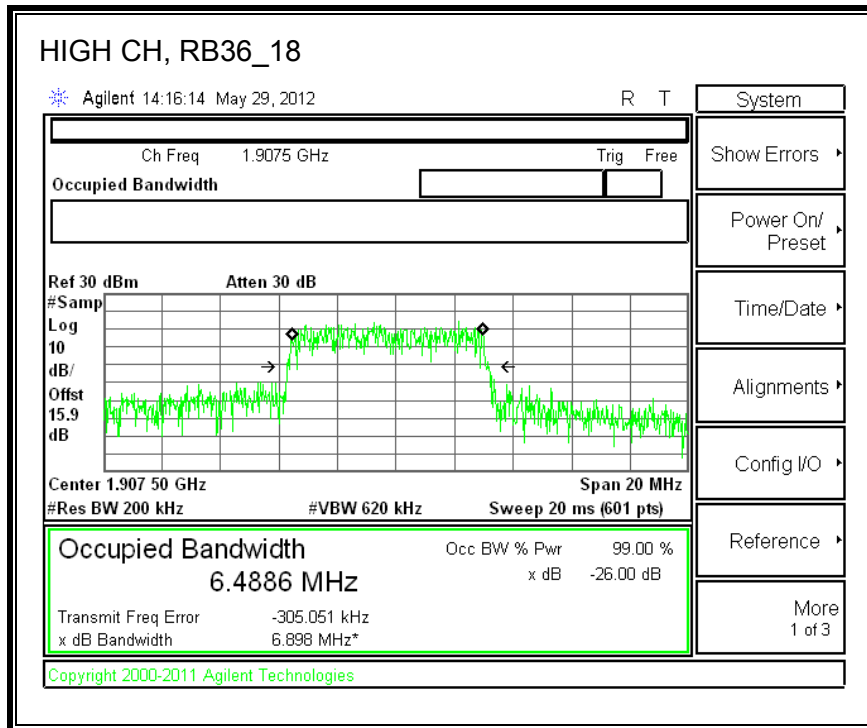 HIGH CH, RB36_18
Agilent 14:16:14 May 29, 2012 R T
System
Ch Freq 1.9075 GHz Trig Free
Show Errors
Occupied Bandwidth
Power On/
Preset
Ref 30 dBm Atten 30 dB
#Samp
Log
10
dB/
Offst
15.9
dB
Time/Date
Alignments
Center 1.907 50 GHz Span 20 MHz
#Res BW 200 kHz #VBW 620 kHz Sweep 20 ms (601 pts)
Config I/O
Occupied Bandwidth Occ BW % Pwr 99.00 %
6.4886 MHz x dB -26.00 dB
Transmit Freq Error -305.051 kHz
x dB Bandwidth 6.898 MHz*
Reference
More
1 of 3
Copyright 2000-2011 Agilent Technologies